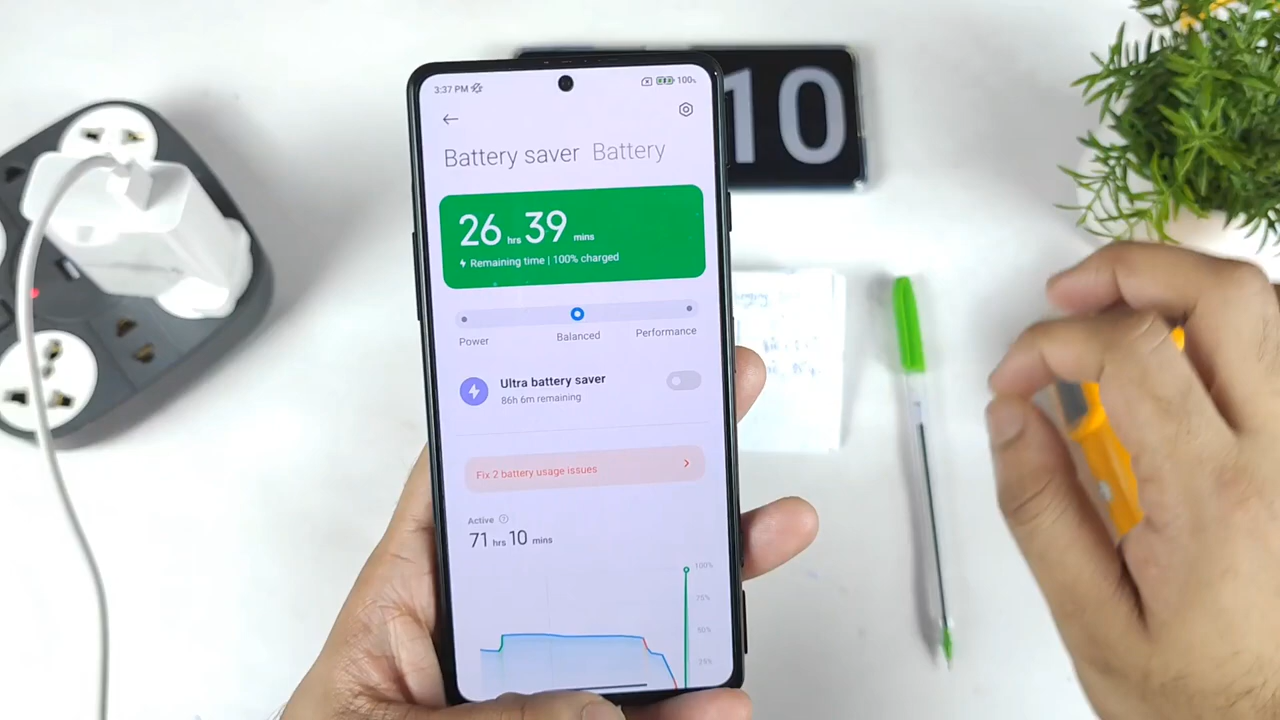 3:37 PM
100%
10
Battery saver Battery
26 hrs 39 mins
Remaining time | 100% charged
Power Balanced Performance
Ultra battery saver
86h 6m remaining
Fix 2 battery usage issues
Active
71 hrs 10 mins
100%
75%
50%
25%